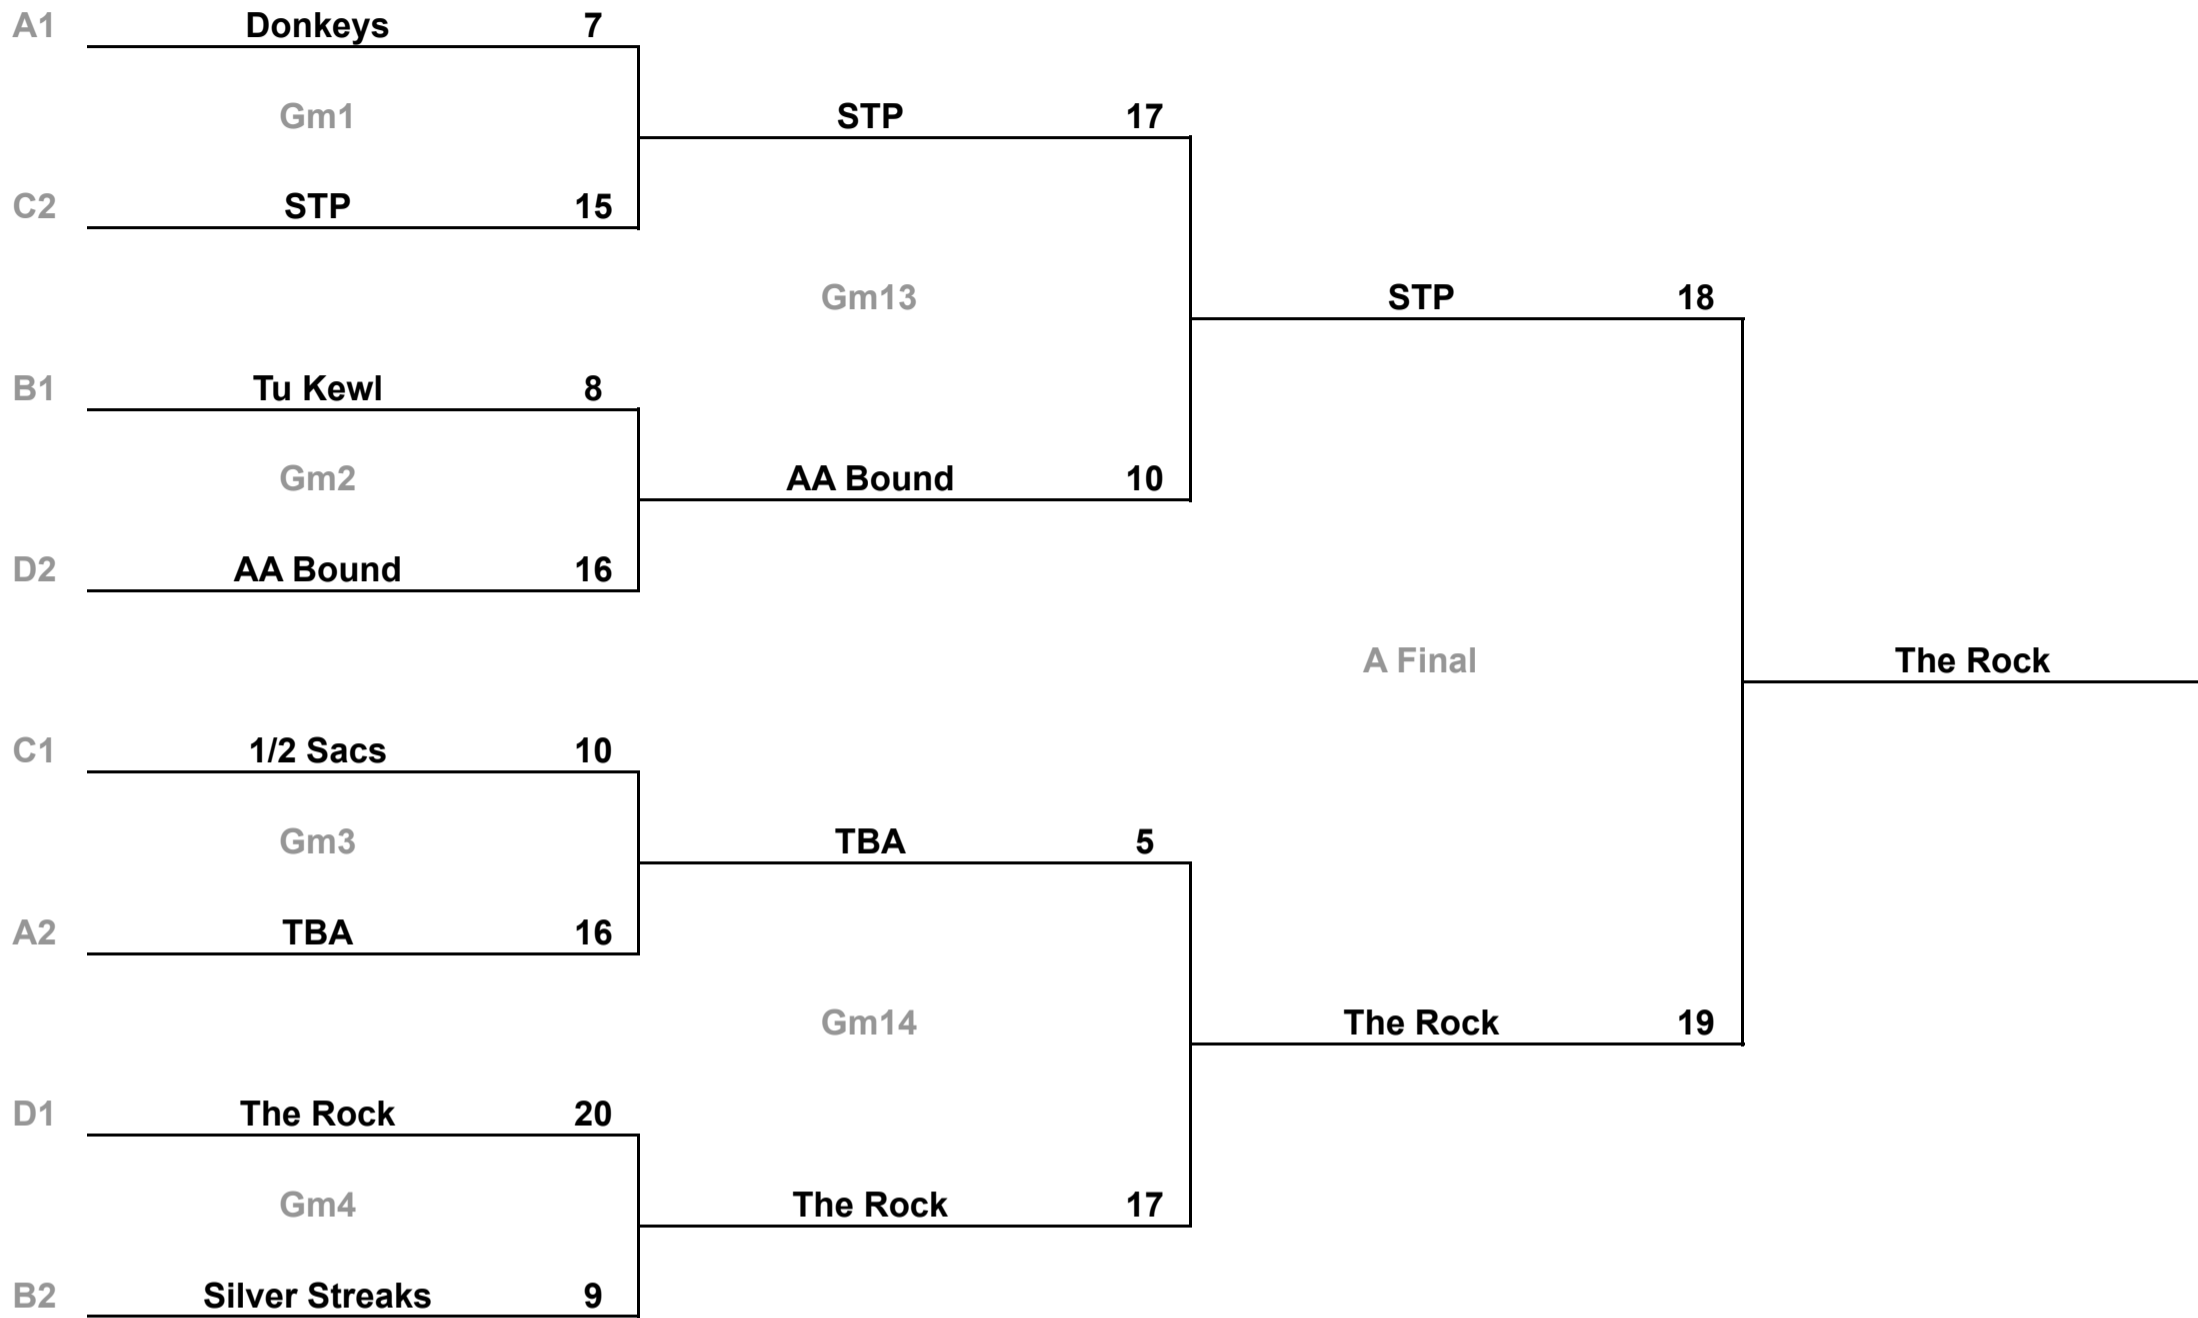 A1 Donkeys 7
Gm1 STP 17
C2 STP 15
Gm13 STP 18
B1 Tu Kewl 8
Gm2 AA Bound 10
D2 AA Bound 16
A Final The Rock
C1 1/2 Sacs 10
Gm3 TBA 5
A2 TBA 16
Gm14 The Rock 19
D1 The Rock 20
Gm4 The Rock 17
B2 Silver Streaks 9